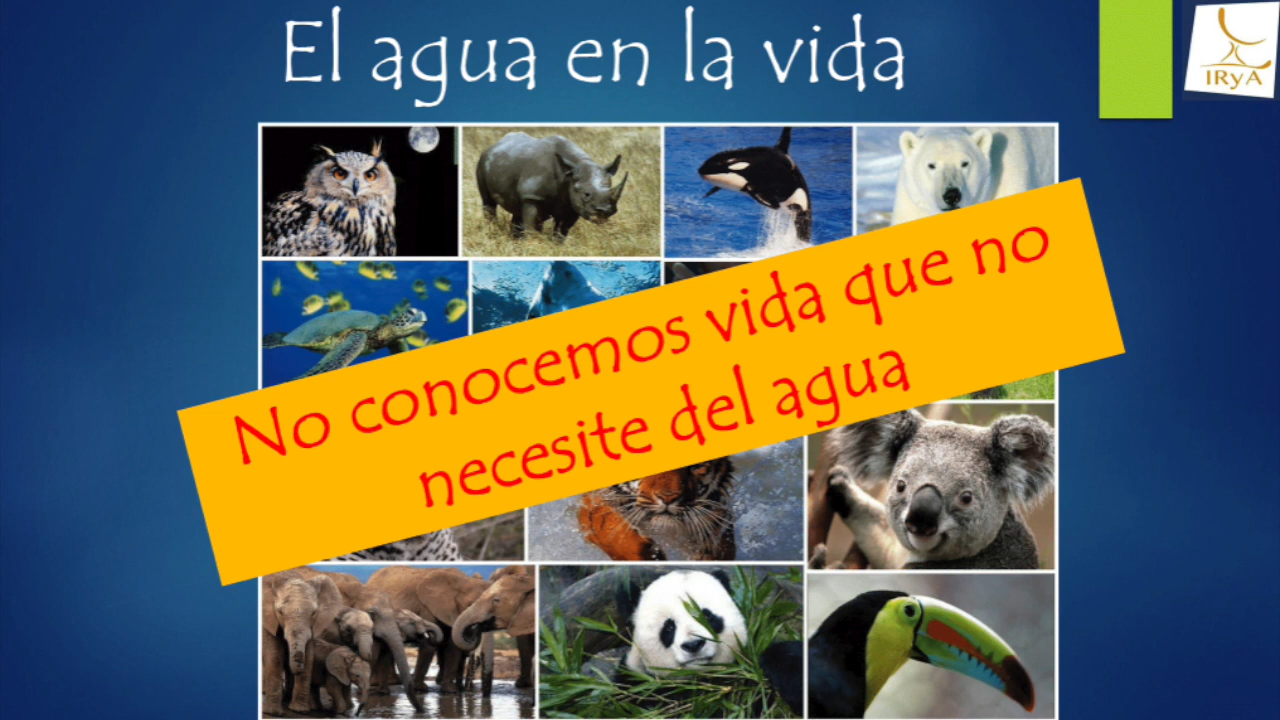 El agua en la vida
IRyA
No conocemos vida que no
necesite del agua